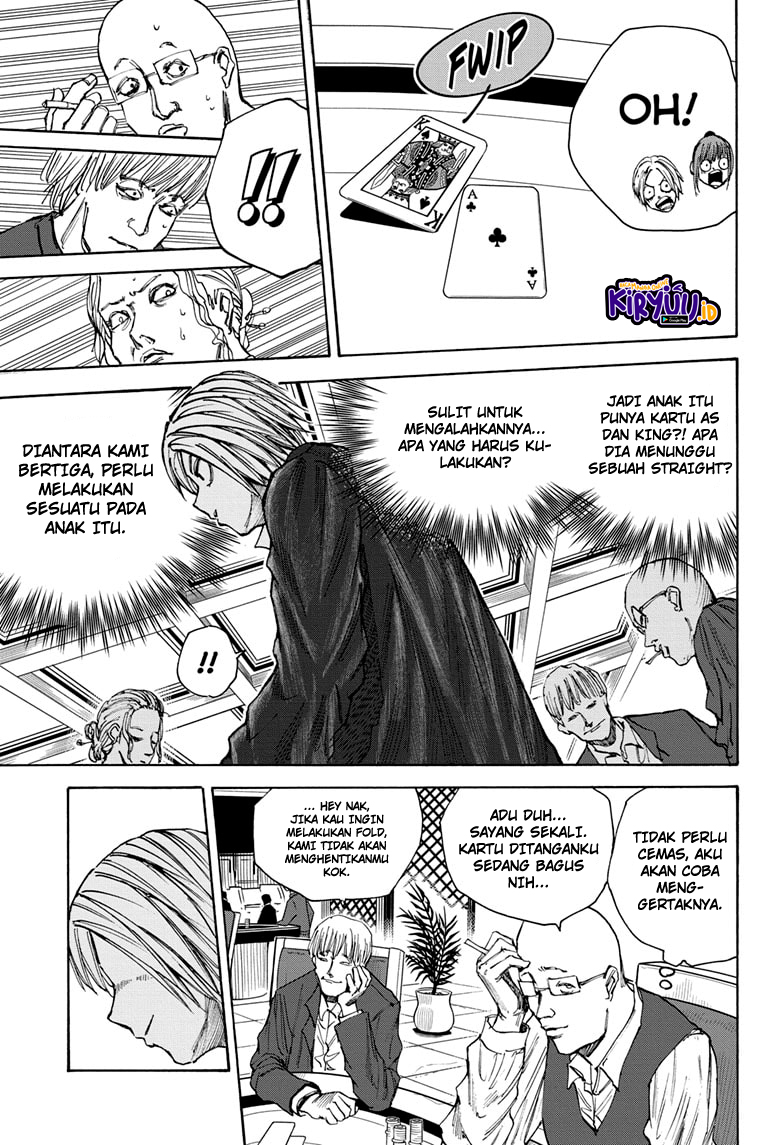 OH!
FWIP
K
K
A
A
!!
KIRYUU.ID
JADI ANAK ITU
PUNYA KARTU AS
DAN KING?! APA
DIA MENUNGGU
SEBUAH STRAIGHT?
SULIT UNTUK
MENGALAHKANNYA...
APA YANG HARUS KU-
LAKUKAN?
DIANTARA KAMI
BERTIGA, PERLU
MELAKUKAN
SESUATU PADA
ANAK ITU.
!!
TIDAK PERLU
CEMAS, AKU
AKAN COBA
MENG-
GERTAKNYA.
ADU DUH...
SAYANG SEKALI.
KARTU DITANGANKU
SEDANG BAGUS
NIH...
... HEY NAK,
JIKA KAU INGIN
MELAKUKAN FOLD,
KAMI TIDAK AKAN
MENGHENTIKANMU
KOK.